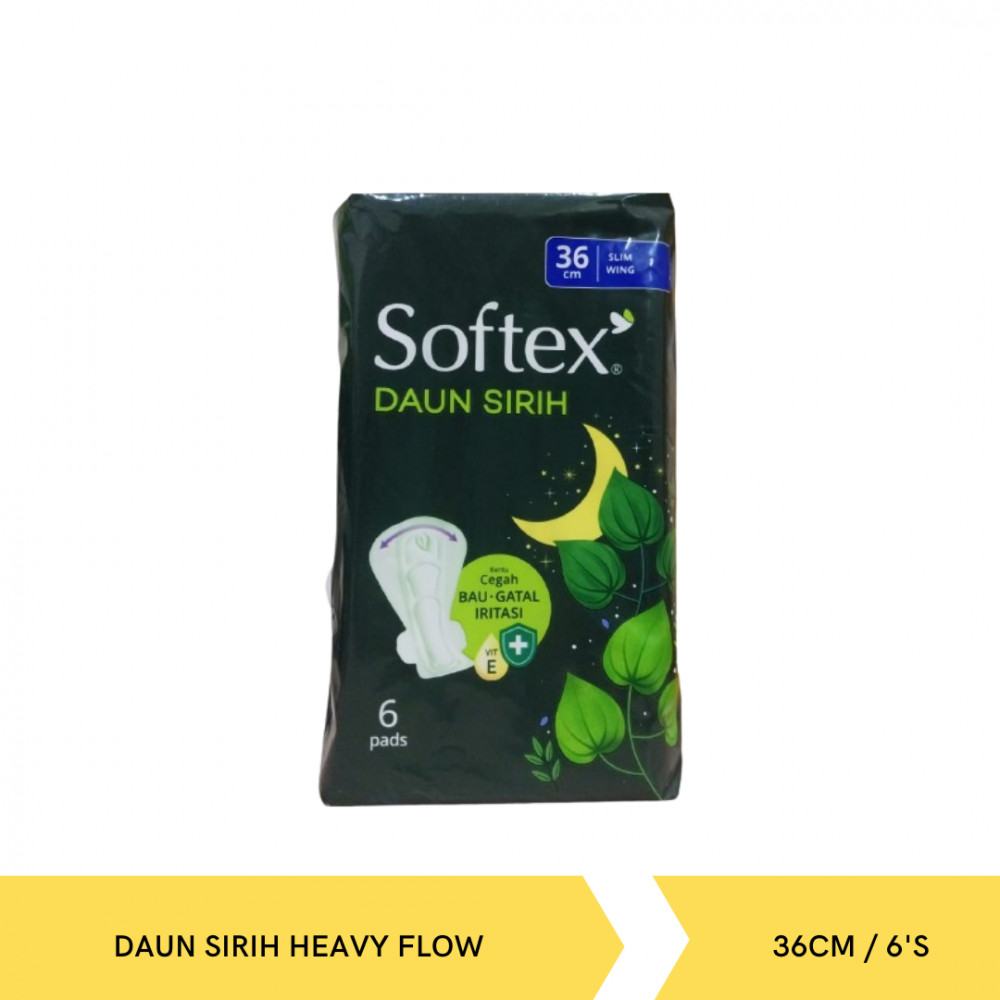 36
cm
SLIM
WING
Softex®
DAUN SIRIH
Bantu
Cegah
BAU · GATAL
IRITASI
VIT
E
6
pads
DAUN SIRIH HEAVY FLOW
36CM / 6'S